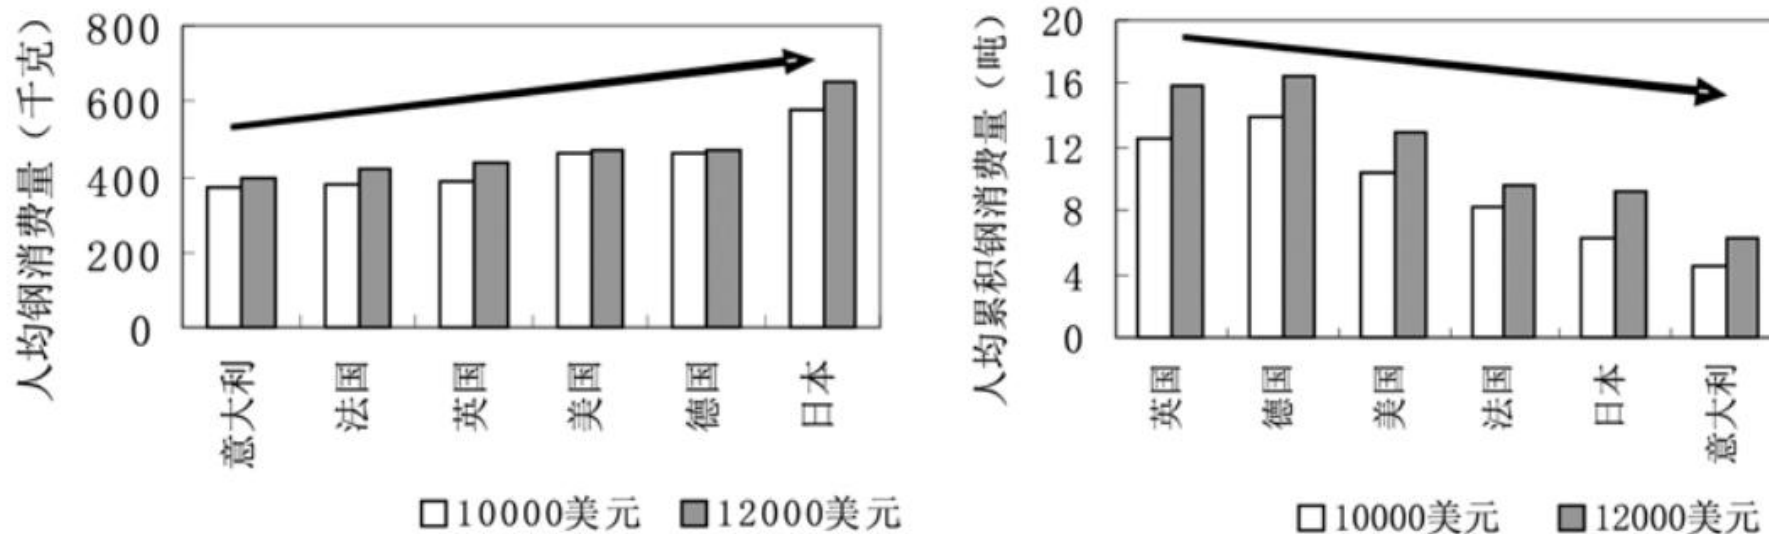 人均钢消费量（千克）
800
600
400
200
0
意大利
法国
英国
美国
德国
日本
10000美元
12000美元
人均累积钢消费量（吨）
20
16
12
8
4
0
英国
德国
美国
法国
日本
意大利
10000美元
12000美元